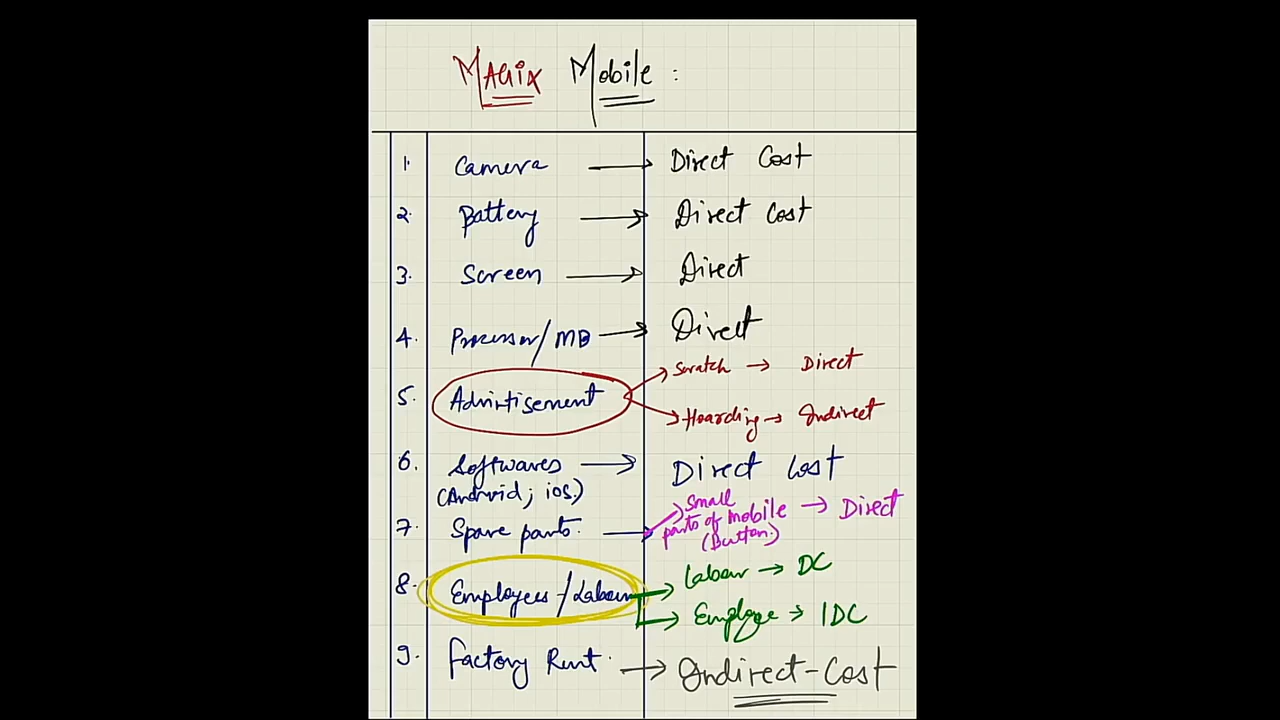 Magix Mobile :
1. Camera → Direct Cost
2. Battery → Direct Cost
3. Screen → Direct
4. Processor/MB → Direct
Scratch → Direct
5. Advirtisement
Hoarding → Indirect
6. Softwares → Direct Cost
(Android; ios.)
Small
7. Spare parts. → parts of mobile → Direct
(Button.)
Labour → DC
8. Employees/Labour
Employee → IDC
9. Factory Rent. → Indirect-Cost